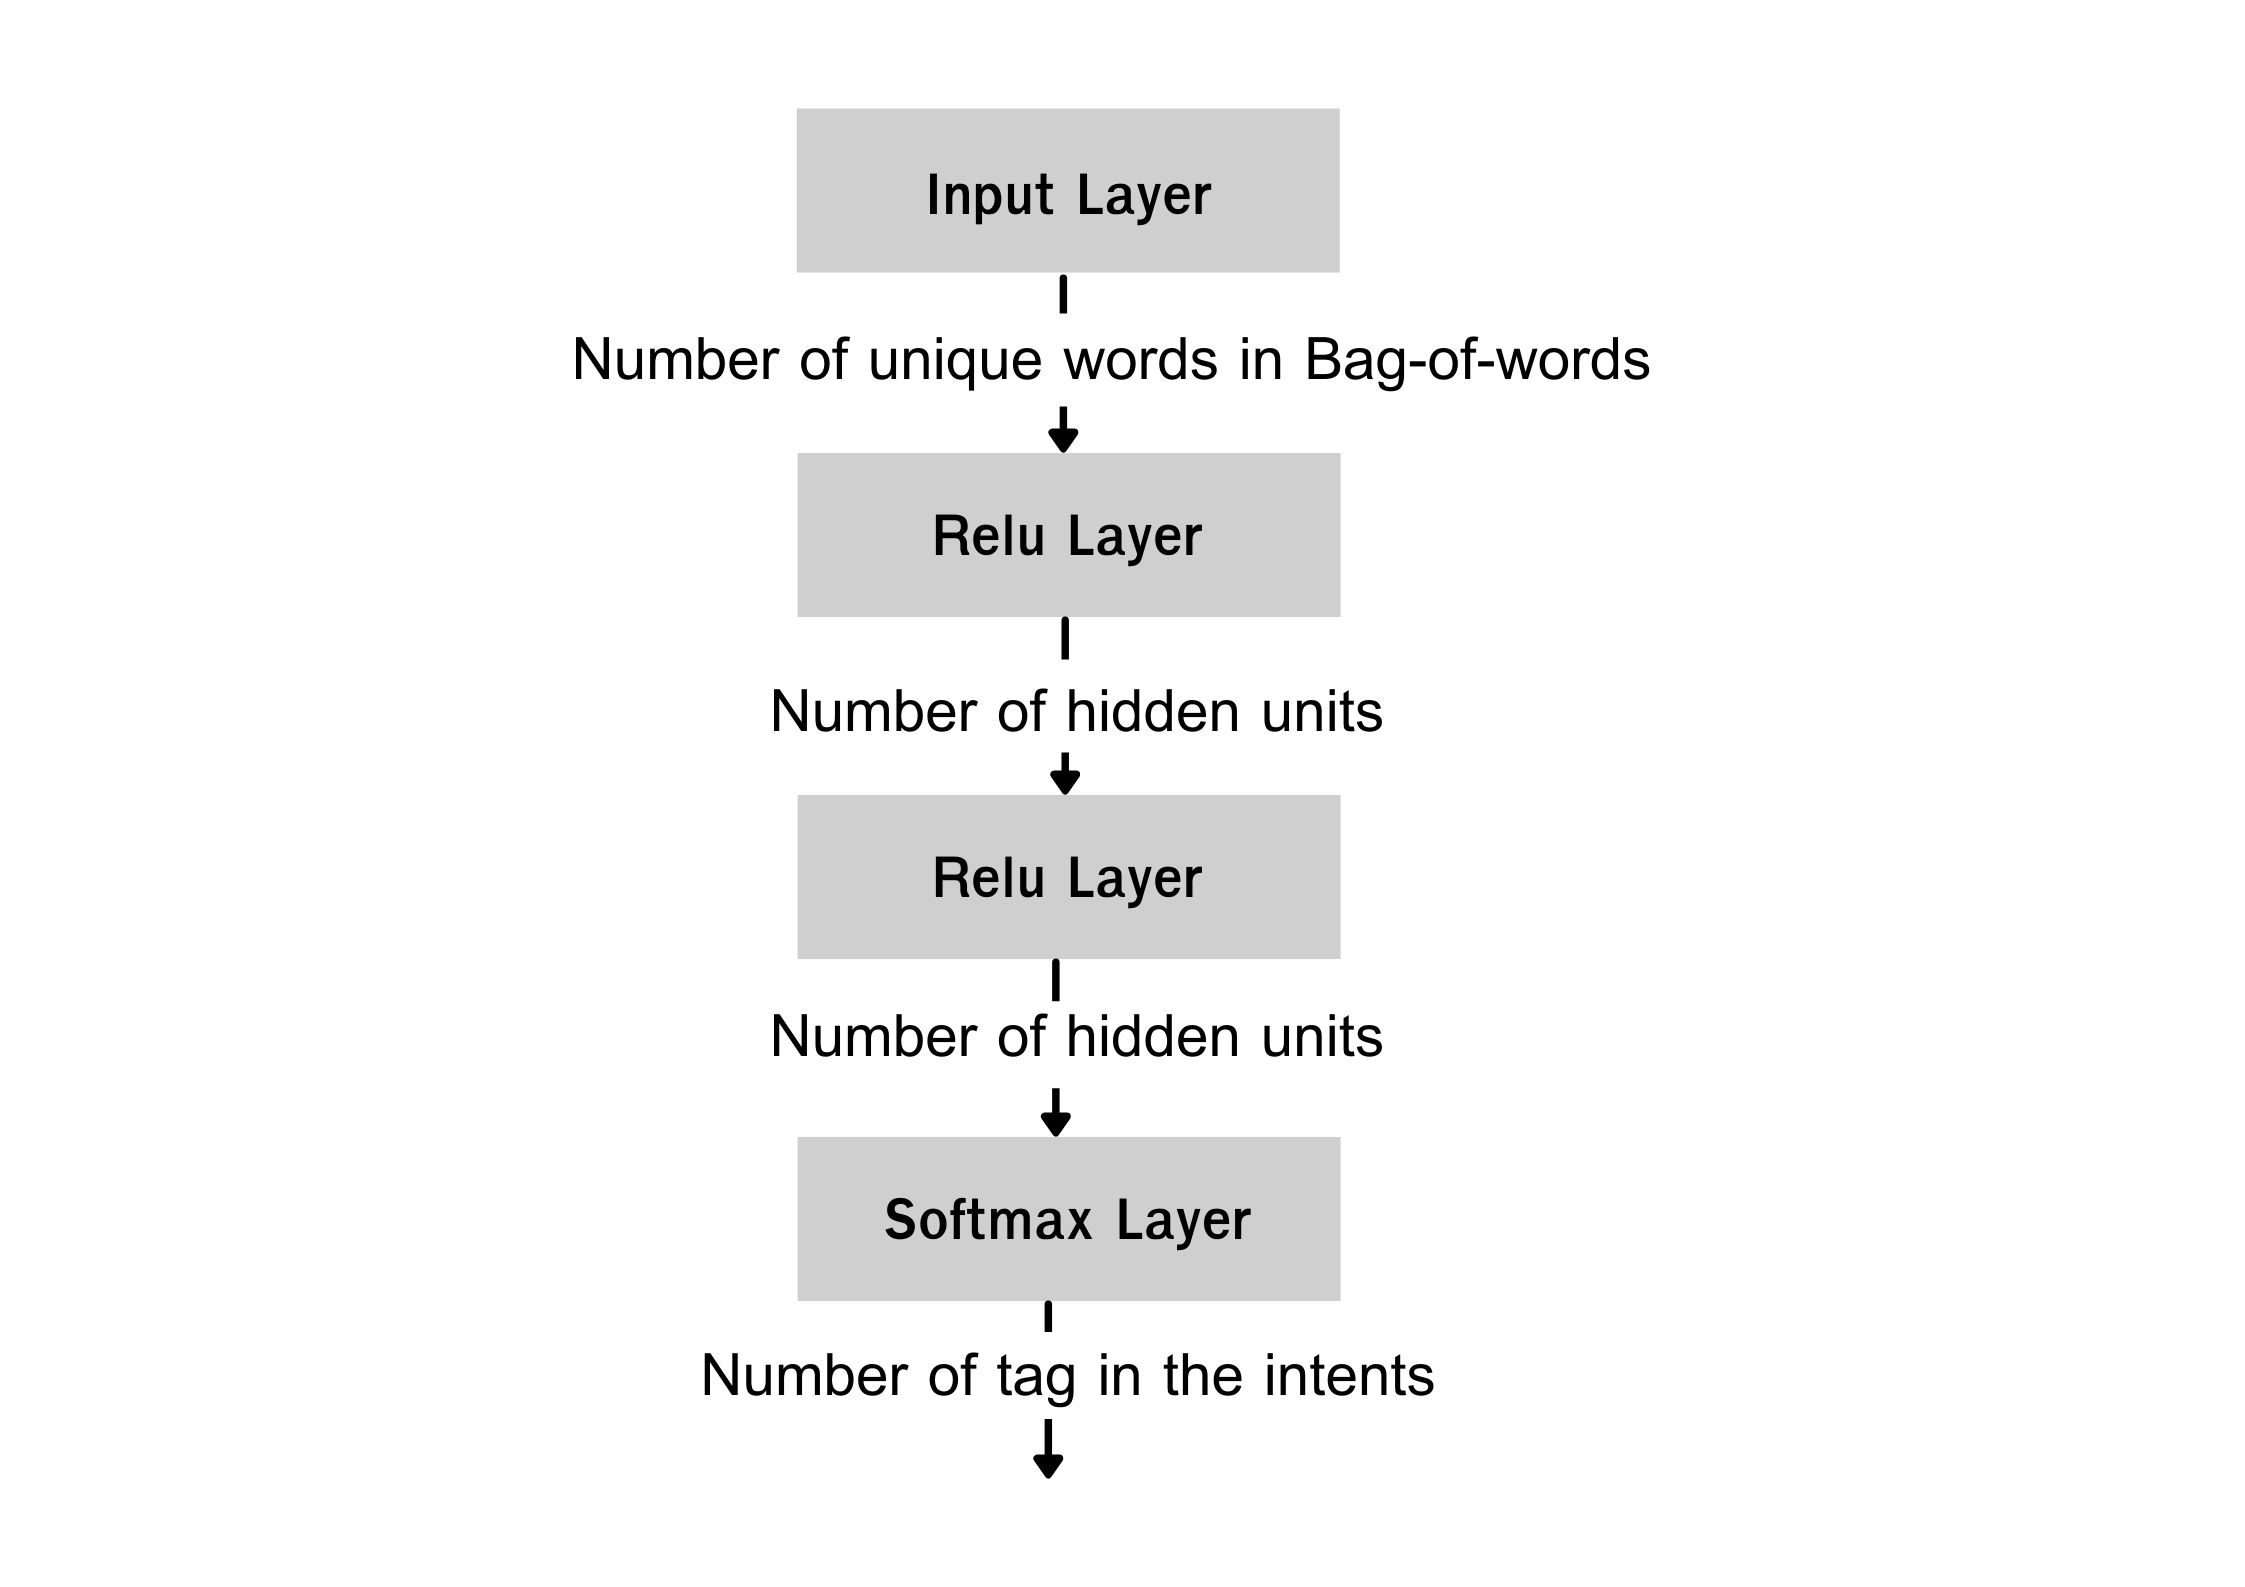 Input Layer
Number of unique words in Bag-of-words
Relu Layer
Number of hidden units
Relu Layer
Number of hidden units
Softmax Layer
Number of tag in the intents